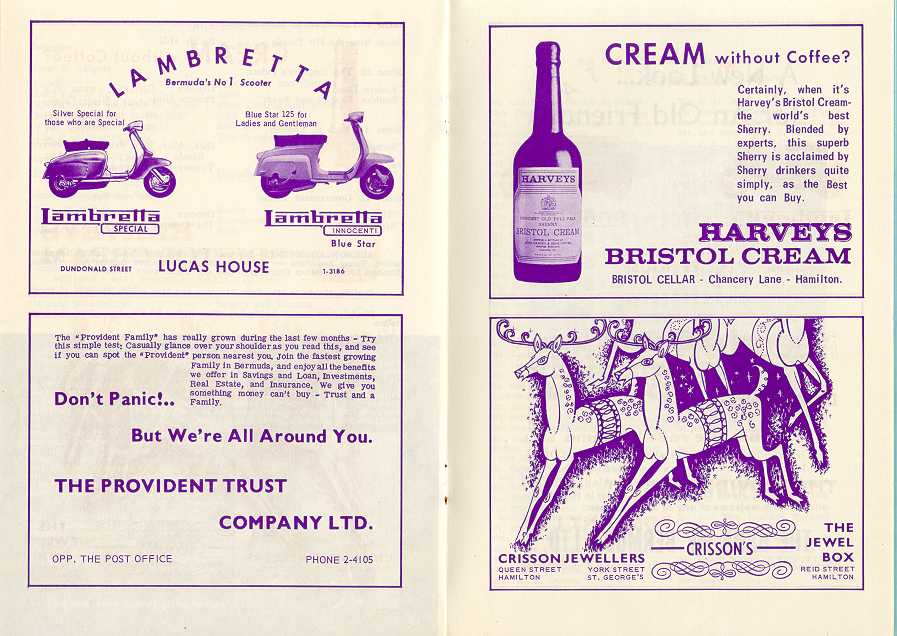 LAMBRETTA
Bermuda's No 1 Scooter
Silver Special for
those who are Special
Blue Star 125 for
Ladies and Gentleman
Lambretta
SPECIAL
Lambretta
INNOCENTI
Blue Star
DUNDONALD STREET LUCAS HOUSE 1-3186
The "Provident Family" has really grown during the last few months - Try
this simple test: Casually glance over your shoulder as you read this, and see
if you can spot the "Provident" person nearest you. Join the fastest growing
Family in Bermuda, and enjoy all the benefits
we offer in Savings and Loan, Investments,
Real Estate, and Insurance. We give you
something money can't buy - Trust and a
Family.
Don't Panic!..
But We're All Around You.
THE PROVIDENT TRUST
COMPANY LTD.
OPP. THE POST OFFICE PHONE 2-4105
CREAM without Coffee?
Certainly, when it's
Harvey's Bristol Cream-
the world's best
Sherry. Blended by
experts, this superb
Sherry is acclaimed by
Sherry drinkers quite
simply, as the Best
you can Buy.
HARVEYS
BRISTOL CREAM
HARVEYS
BRISTOL CREAM
BRISTOL CELLAR - Chancery Lane - Hamilton.
CRISSON JEWELLERS
QUEEN STREET YORK STREET
HAMILTON ST. GEORGE'S
CRISSON'S
THE
JEWEL
BOX
REID STREET
HAMILTON